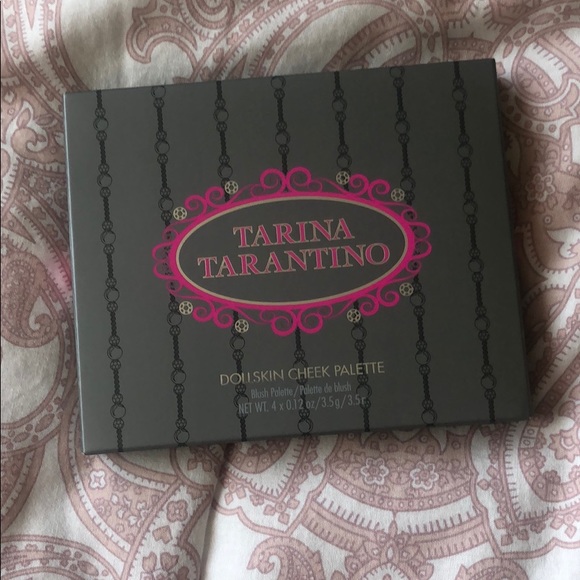 TARINA
TARANTINO
DOLLSKIN CHEEK PALETTE
Blush Palette/Palette de blush
NET WT. 4 x 0.12 oz/3.5g/3.5г